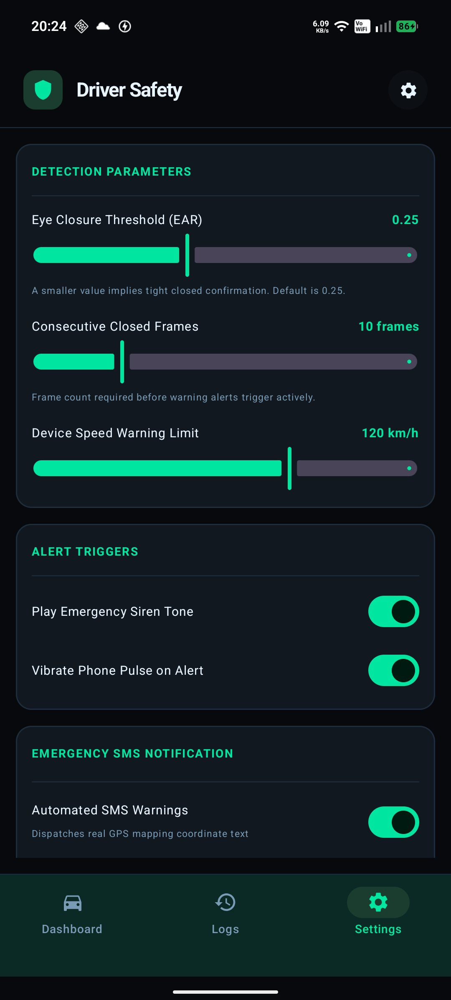 20:24
6.09
KB/s
Vo
WiFi
86
Driver Safety
DETECTION PARAMETERS
Eye Closure Threshold (EAR)
0.25
A smaller value implies tight closed confirmation. Default is 0.25.
Consecutive Closed Frames
10 frames
Frame count required before warning alerts trigger actively.
Device Speed Warning Limit
120 km/h
ALERT TRIGGERS
Play Emergency Siren Tone
Vibrate Phone Pulse on Alert
EMERGENCY SMS NOTIFICATION
Automated SMS Warnings
Dispatches real GPS mapping coordinate text
Dashboard
Logs
Settings